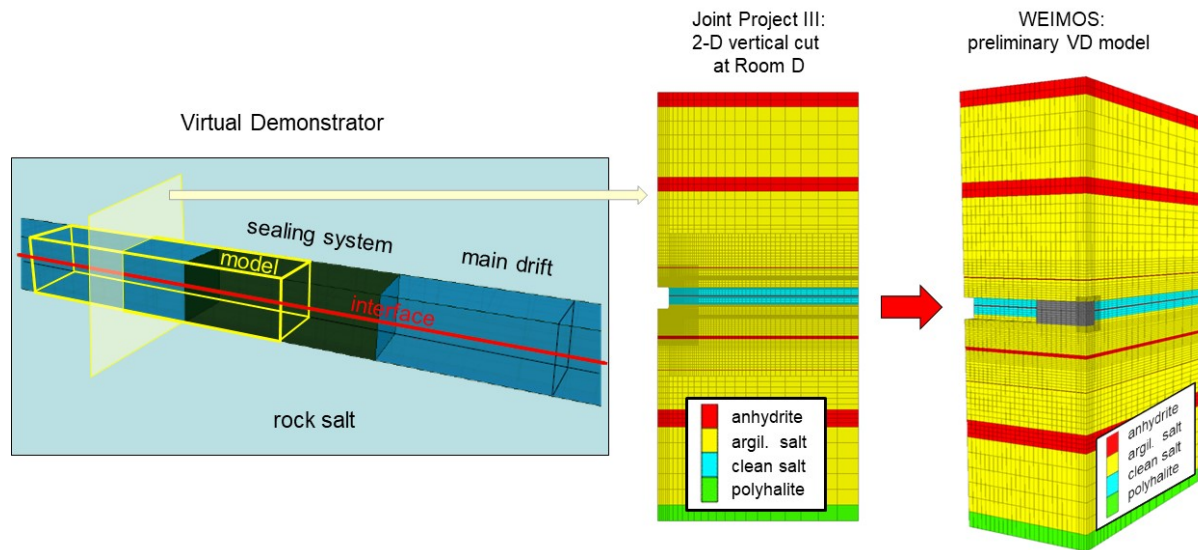 Joint Project III:
2-D vertical cut
at Room D
WEIMOS:
preliminary VD model
Virtual Demonstrator
sealing system
main drift
model
interface
rock salt
anhydrite
argil. salt
clean salt
polyhalite
anhydrite
argil. salt
clean salt
polyhalite